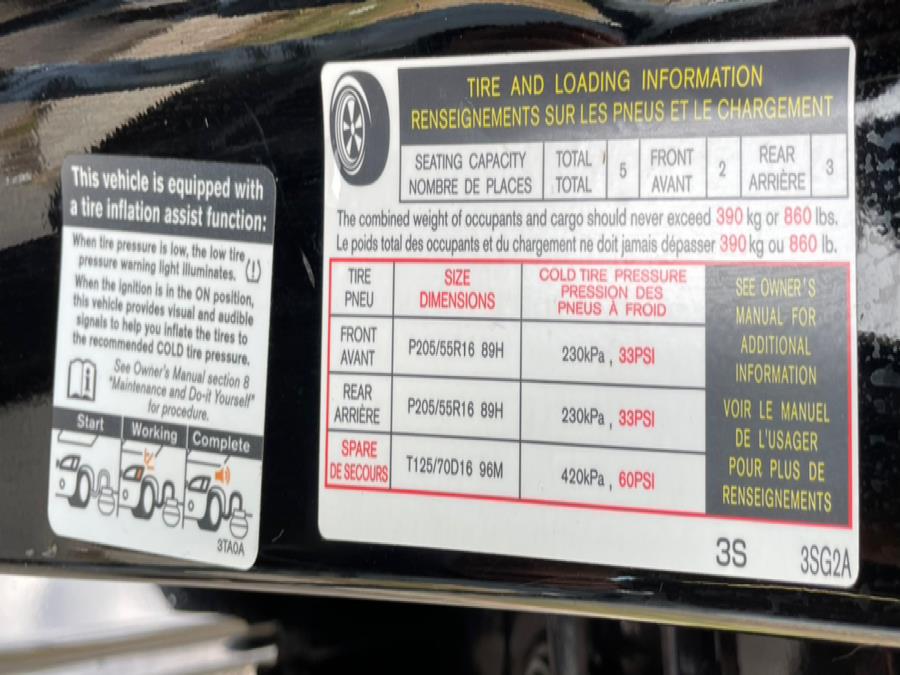 This vehicle is equipped with
a tire inflation assist function:
When tire pressure is low, the low tire
pressure warning light illuminates.
When the ignition is in the ON position,
this vehicle provides visual and audible
signals to help you inflate the tires to
the recommended COLD tire pressure.
See Owner's Manual section 8
"Maintenance and Do-it Yourself"
for procedure.
Start Working Complete
3TA0A
TIRE AND LOADING INFORMATION
RENSEIGNEMENTS SUR LES PNEUS ET LE CHARGEMENT
SEATING CAPACITY
NOMBRE DE PLACES
TOTAL
TOTAL
5
FRONT
AVANT
2
REAR
ARRIÈRE
3
The combined weight of occupants and cargo should never exceed 390 kg or 860 lbs.
Le poids total des occupants et du chargement ne doit jamais dépasser 390 kg ou 860 lb.
TIRE
PNEU
SIZE
DIMENSIONS
COLD TIRE PRESSURE
PRESSION DES
PNEUS À FROID
FRONT
AVANT
P205/55R16 89H
230kPa , 33PSI
REAR
ARRIÈRE
P205/55R16 89H
230kPa , 33PSI
SPARE
DE SECOURS
T125/70D16 96M
420kPa , 60PSI
SEE OWNER'S
MANUAL FOR
ADDITIONAL
INFORMATION
VOIR LE MANUEL
DE L'USAGER
POUR PLUS DE
RENSEIGNEMENTS
3S 3SG2A